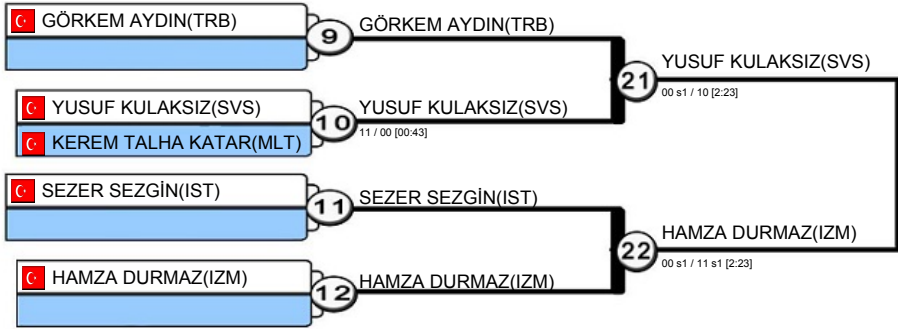 GÖRKEM AYDIN(TRB)
9
GÖRKEM AYDIN(TRB)
YUSUF KULAKSIZ(SVS)
21
00 s1 / 10 [2:23]
YUSUF KULAKSIZ(SVS)
KEREM TALHA KATAR(MLT)
10
YUSUF KULAKSIZ(SVS)
11 / 00 [00:43]
SEZER SEZGİN(IST)
11
SEZER SEZGİN(IST)
HAMZA DURMAZ(IZM)
22
00 s1 / 11 s1 [2:23]
HAMZA DURMAZ(IZM)
12
HAMZA DURMAZ(IZM)